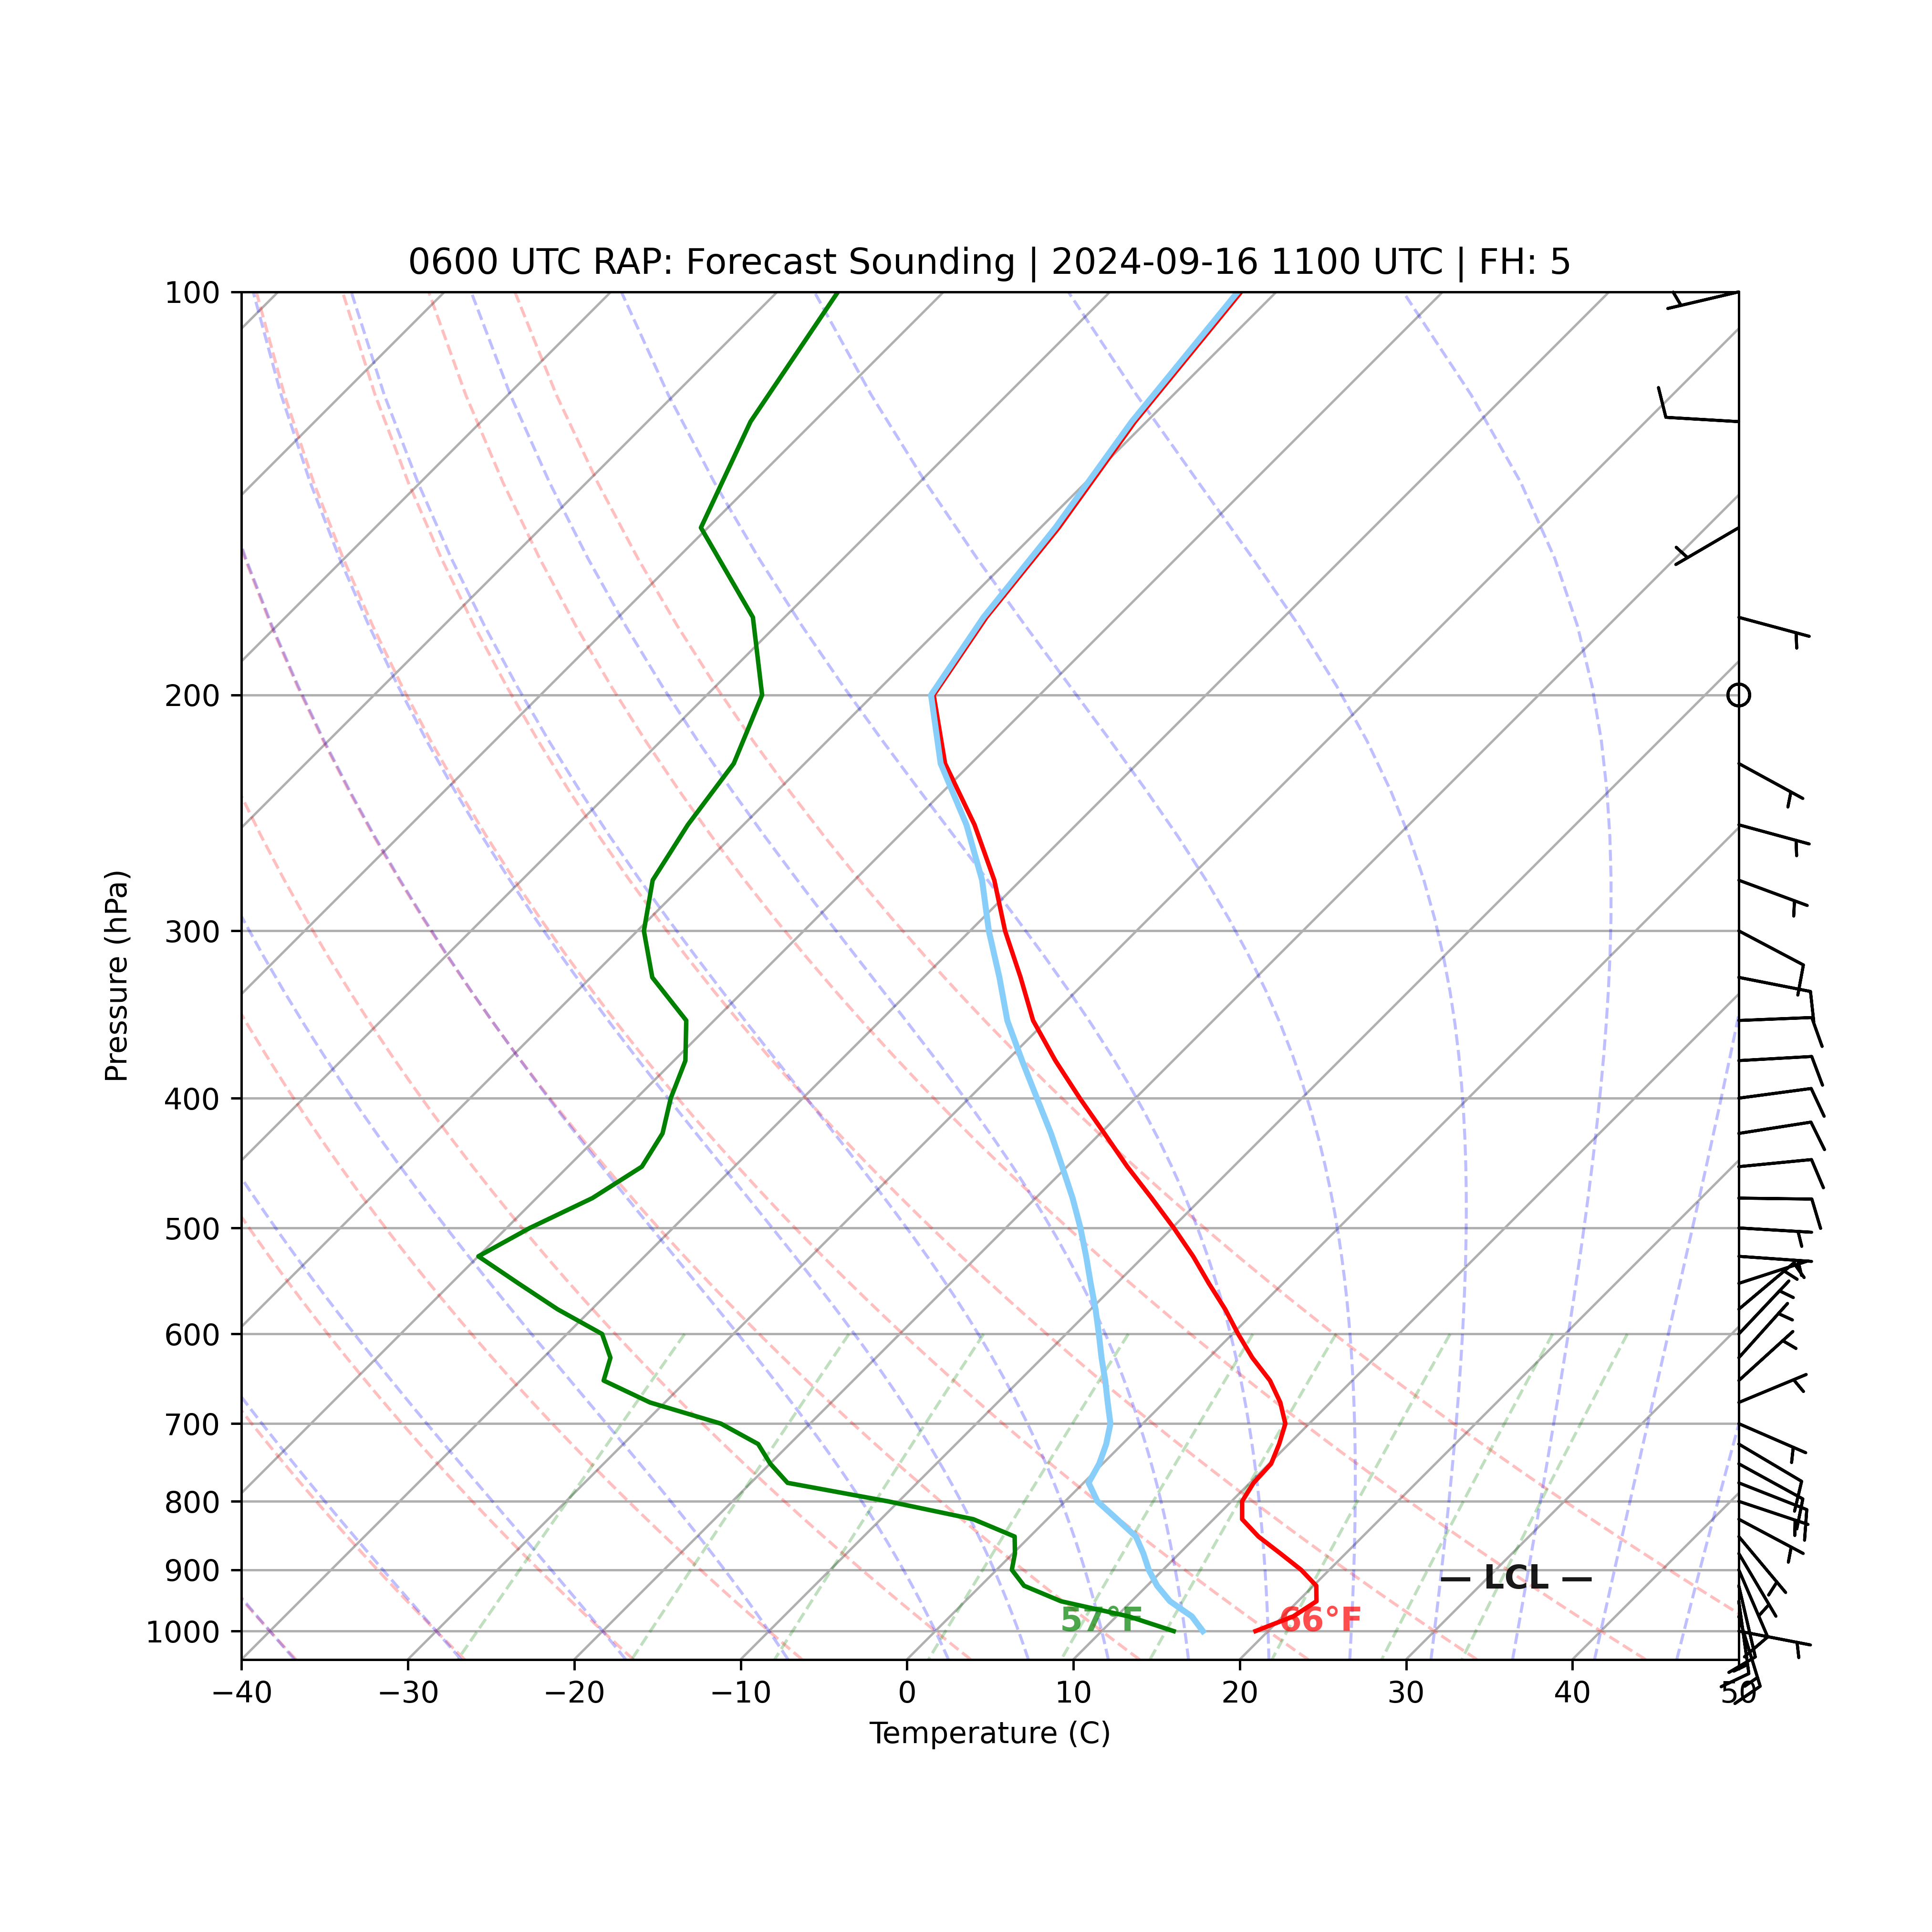 0600 UTC RAP: Forecast Sounding | 2024-09-16 1100 UTC | FH: 5
100
200
300
400
500
600
700
800
900
1000
Pressure (hPa)
— LCL —
57°F 66°F
−40 −30 −20 −10 0 10 20 30 40 50
Temperature (C)